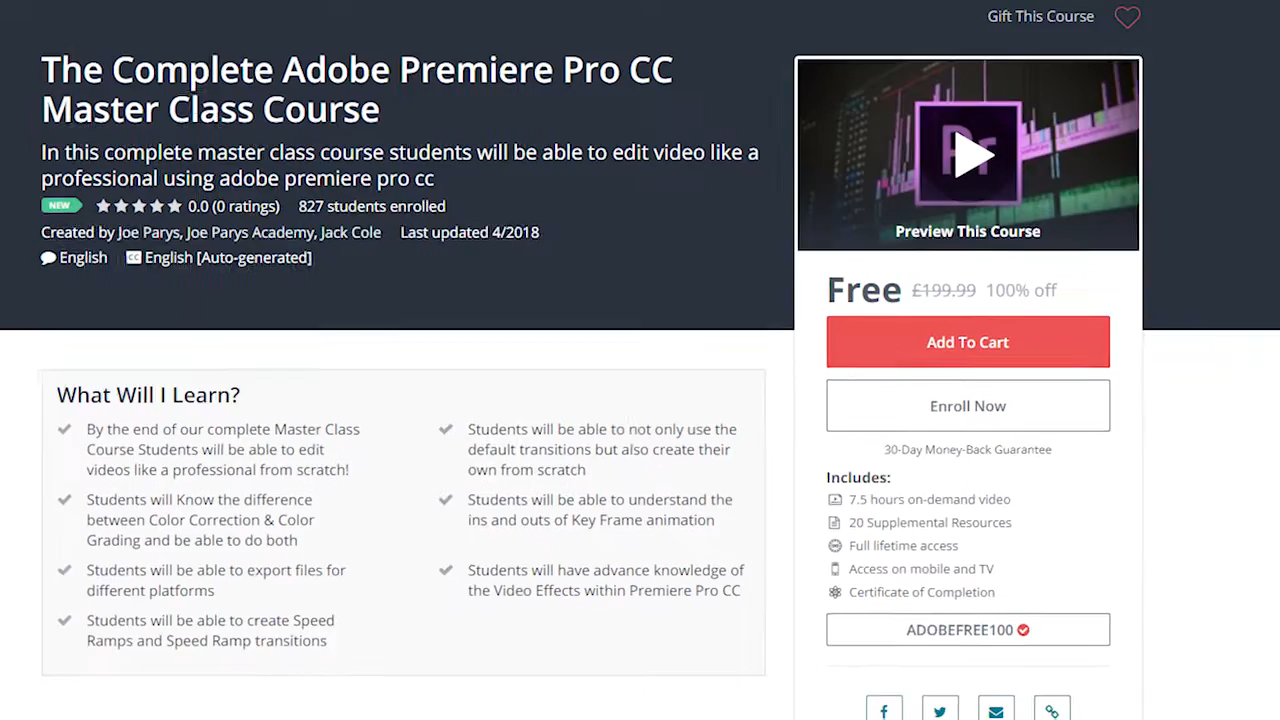 Gift This Course
The Complete Adobe Premiere Pro CC
Master Class Course
In this complete master class course students will be able to edit video like a
professional using adobe premiere pro cc
NEW 0.0 (0 ratings) 827 students enrolled
Created by Joe Parys, Joe Parys Academy, Jack Cole Last updated 4/2018
English CC English [Auto-generated]
Pr
Preview This Course
Free £199.99 100% off
Add To Cart
Enroll Now
30-Day Money-Back Guarantee
Includes:
7.5 hours on-demand video
20 Supplemental Resources
Full lifetime access
Access on mobile and TV
Certificate of Completion
ADOBEFREE100
What Will I Learn?
By the end of our complete Master Class
Course Students will be able to edit
videos like a professional from scratch!
Students will Know the difference
between Color Correction & Color
Grading and be able to do both
Students will be able to export files for
different platforms
Students will be able to create Speed
Ramps and Speed Ramp transitions
Students will be able to not only use the
default transitions but also create their
own from scratch
Students will be able to understand the
ins and outs of Key Frame animation
Students will have advance knowledge of
the Video Effects within Premiere Pro CC